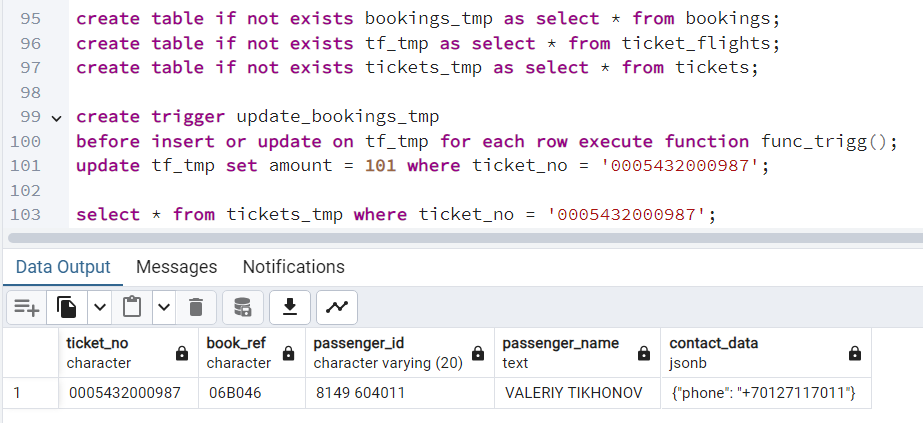 95 create table if not exists bookings_tmp as select * from bookings;
96 create table if not exists tf_tmp as select * from ticket_flights;
97 create table if not exists tickets_tmp as select * from tickets;
98
99 create trigger update_bookings_tmp
100 before insert or update on tf_tmp for each row execute function func_trigg();
101 update tf_tmp set amount = 101 where ticket_no = '0005432000987';
102
103 select * from tickets_tmp where ticket_no = '0005432000987';
Data Output Messages Notifications
ticket_no book_ref passenger_id passenger_name contact_data
character character character varying (20) text jsonb
1 0005432000987 06B046 8149 604011 VALERIY TIKHONOV {"phone": "+70127117011"}